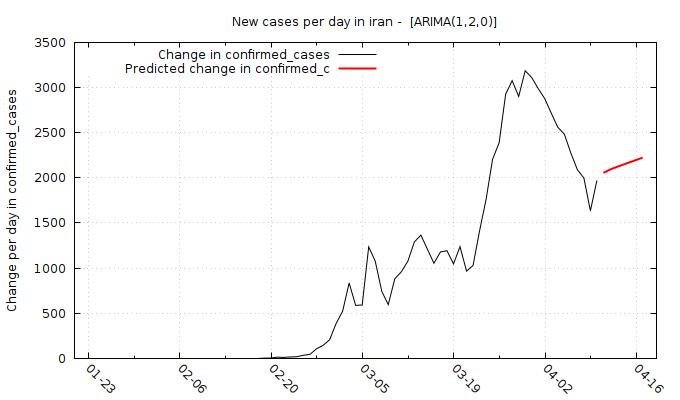 New cases per day in iran -  [ARIMA(1,2,0)]
Change in confirmed_cases
Predicted change in confirmed_c
Change per day in confirmed_cases
3500
3000
2500
2000
1500
1000
500
0
01-23 02-06 02-20 03-05 03-19 04-02 04-16